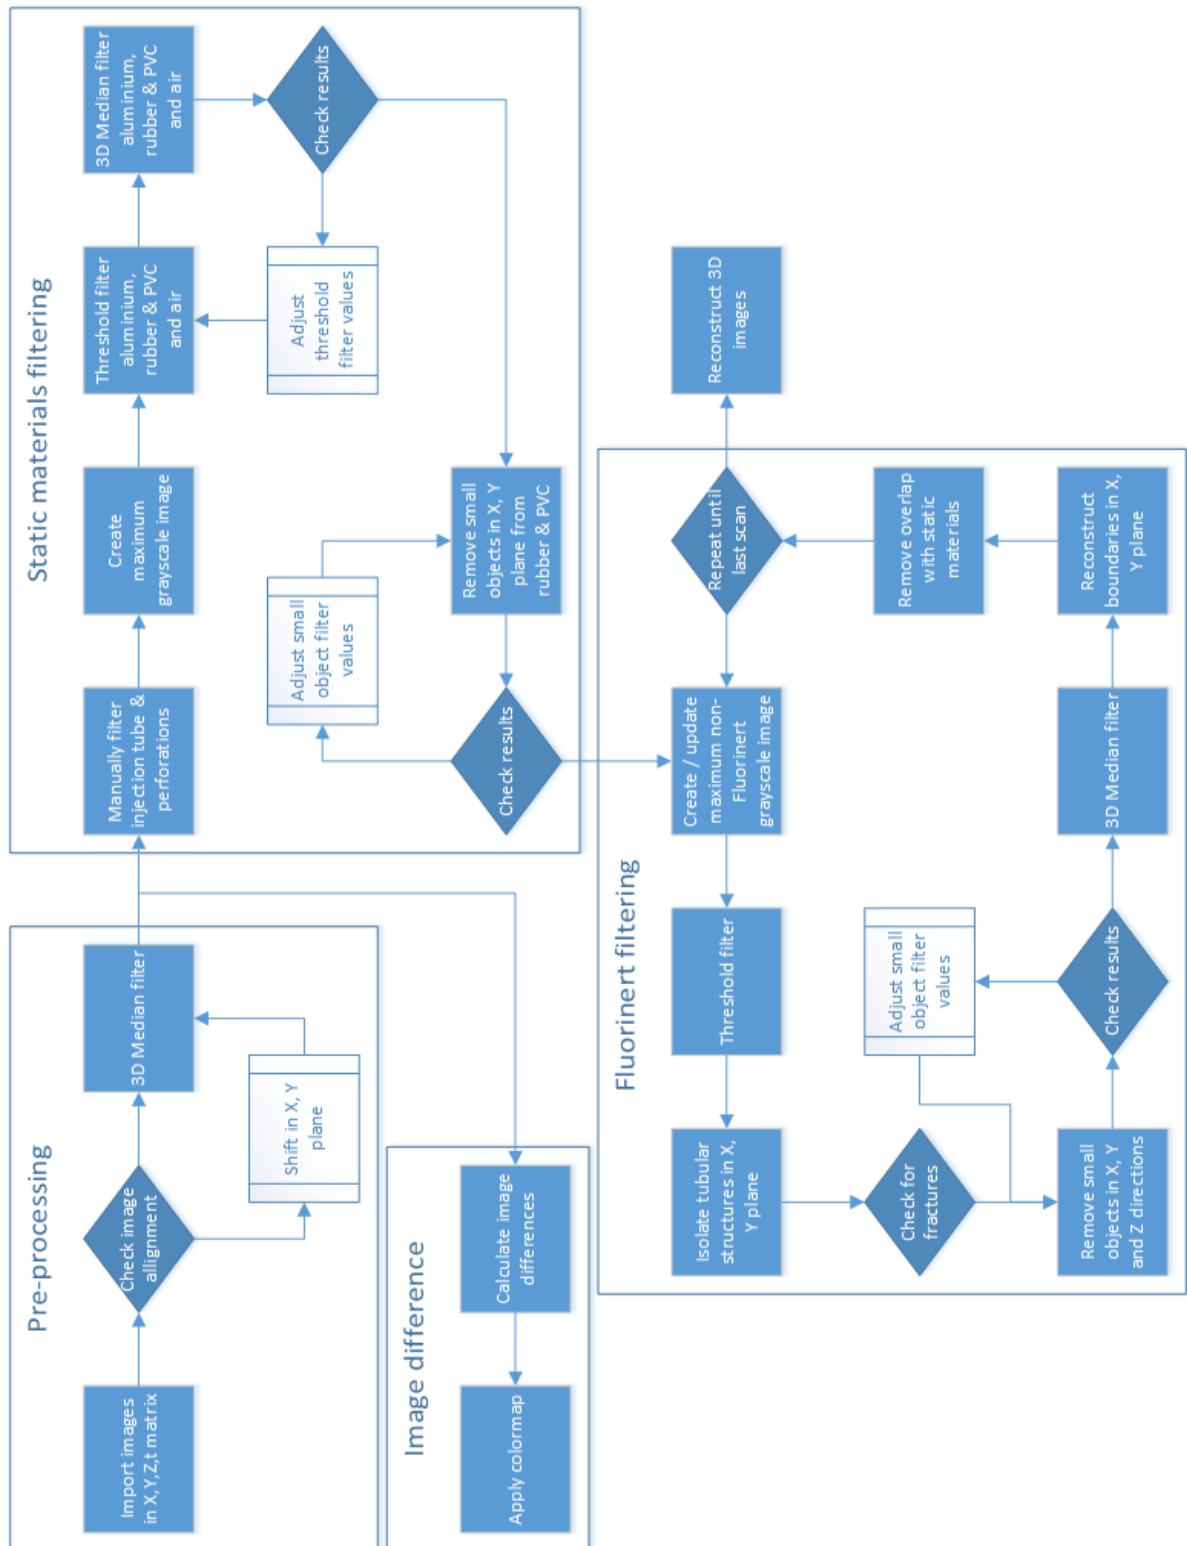 Pre-processing
Import images
in X,Y,Z,t matrix
Check image
allignment
Shift in X, Y
plane
3D Median filter
Static materials filtering
Manually filter
injection tube &
perforations
Create
maximum
grayscale image
Threshold filter
aluminium,
rubber & PVC
and air
3D Median filter
aluminium,
rubber & PVC
and air
Check results
Adjust
threshold
filter values
Remove small
objects in X, Y
plane from
rubber & PVC
Adjust small
object filter
values
Check results
Image difference
Calculate image
differences
Apply colormap
Fluorinert filtering
Create / update
maximum non-
Fluorinert
grayscale image
Threshold filter
Isolate tubular
structures in X,
Y plane
Check for
fractures
Remove small
objects in X, Y
and Z directions
Check results
Adjust small
object filter
values
3D Median filter
Reconstruct
boundaries in X,
Y plane
Remove overlap
with static
materials
Repeat until
last scan
Reconstruct 3D
images